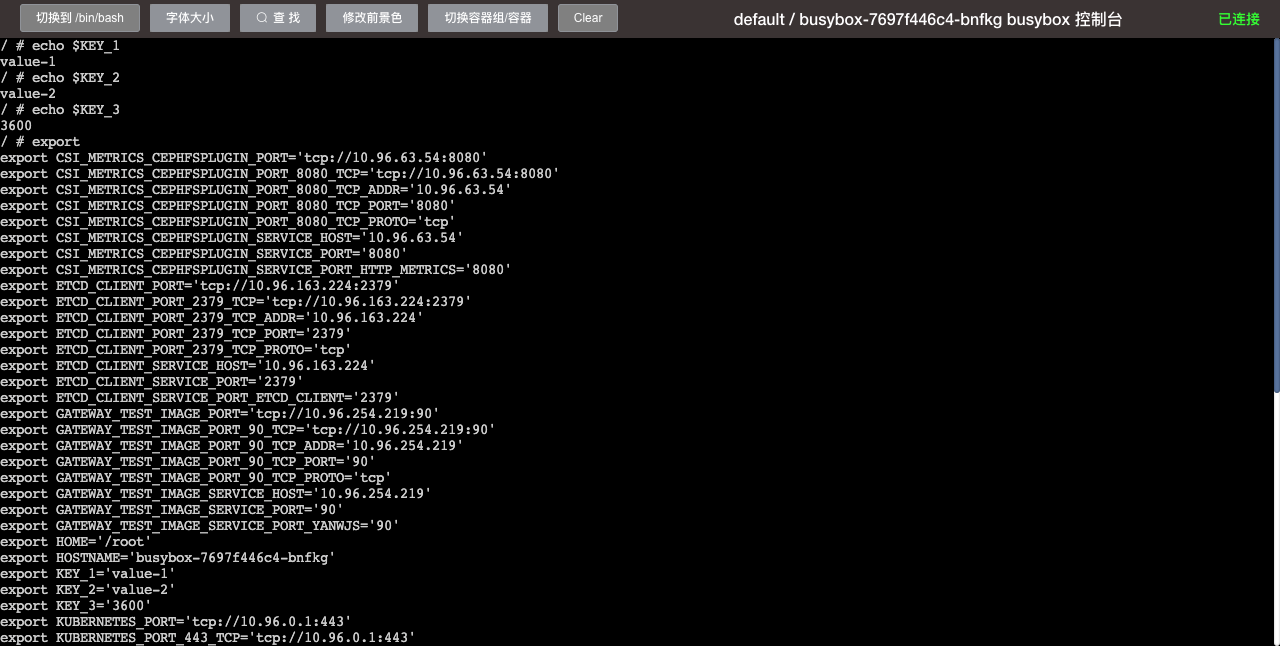 切换到 /bin/bash 字体大小 查 找 修改前景色 切换容器组/容器 Clear default / busybox-7697f446c4-bnfkg busybox 控制台 已连接
/ # echo $KEY_1
value-1
/ # echo $KEY_2
value-2
/ # echo $KEY_3
3600
/ # export
export CSI_METRICS_CEPHFSPLUGIN_PORT='tcp://10.96.63.54:8080'
export CSI_METRICS_CEPHFSPLUGIN_PORT_8080_TCP='tcp://10.96.63.54:8080'
export CSI_METRICS_CEPHFSPLUGIN_PORT_8080_TCP_ADDR='10.96.63.54'
export CSI_METRICS_CEPHFSPLUGIN_PORT_8080_TCP_PORT='8080'
export CSI_METRICS_CEPHFSPLUGIN_PORT_8080_TCP_PROTO='tcp'
export CSI_METRICS_CEPHFSPLUGIN_SERVICE_HOST='10.96.63.54'
export CSI_METRICS_CEPHFSPLUGIN_SERVICE_PORT='8080'
export CSI_METRICS_CEPHFSPLUGIN_SERVICE_PORT_HTTP_METRICS='8080'
export ETCD_CLIENT_PORT='tcp://10.96.163.224:2379'
export ETCD_CLIENT_PORT_2379_TCP='tcp://10.96.163.224:2379'
export ETCD_CLIENT_PORT_2379_TCP_ADDR='10.96.163.224'
export ETCD_CLIENT_PORT_2379_TCP_PORT='2379'
export ETCD_CLIENT_PORT_2379_TCP_PROTO='tcp'
export ETCD_CLIENT_SERVICE_HOST='10.96.163.224'
export ETCD_CLIENT_SERVICE_PORT='2379'
export ETCD_CLIENT_SERVICE_PORT_ETCD_CLIENT='2379'
export GATEWAY_TEST_IMAGE_PORT='tcp://10.96.254.219:90'
export GATEWAY_TEST_IMAGE_PORT_90_TCP='tcp://10.96.254.219:90'
export GATEWAY_TEST_IMAGE_PORT_90_TCP_ADDR='10.96.254.219'
export GATEWAY_TEST_IMAGE_PORT_90_TCP_PORT='90'
export GATEWAY_TEST_IMAGE_PORT_90_TCP_PROTO='tcp'
export GATEWAY_TEST_IMAGE_SERVICE_HOST='10.96.254.219'
export GATEWAY_TEST_IMAGE_SERVICE_PORT='90'
export GATEWAY_TEST_IMAGE_SERVICE_PORT_YANWJS='90'
export HOME='/root'
export HOSTNAME='busybox-7697f446c4-bnfkg'
export KEY_1='value-1'
export KEY_2='value-2'
export KEY_3='3600'
export KUBERNETES_PORT='tcp://10.96.0.1:443'
export KUBERNETES_PORT_443_TCP='tcp://10.96.0.1:443'